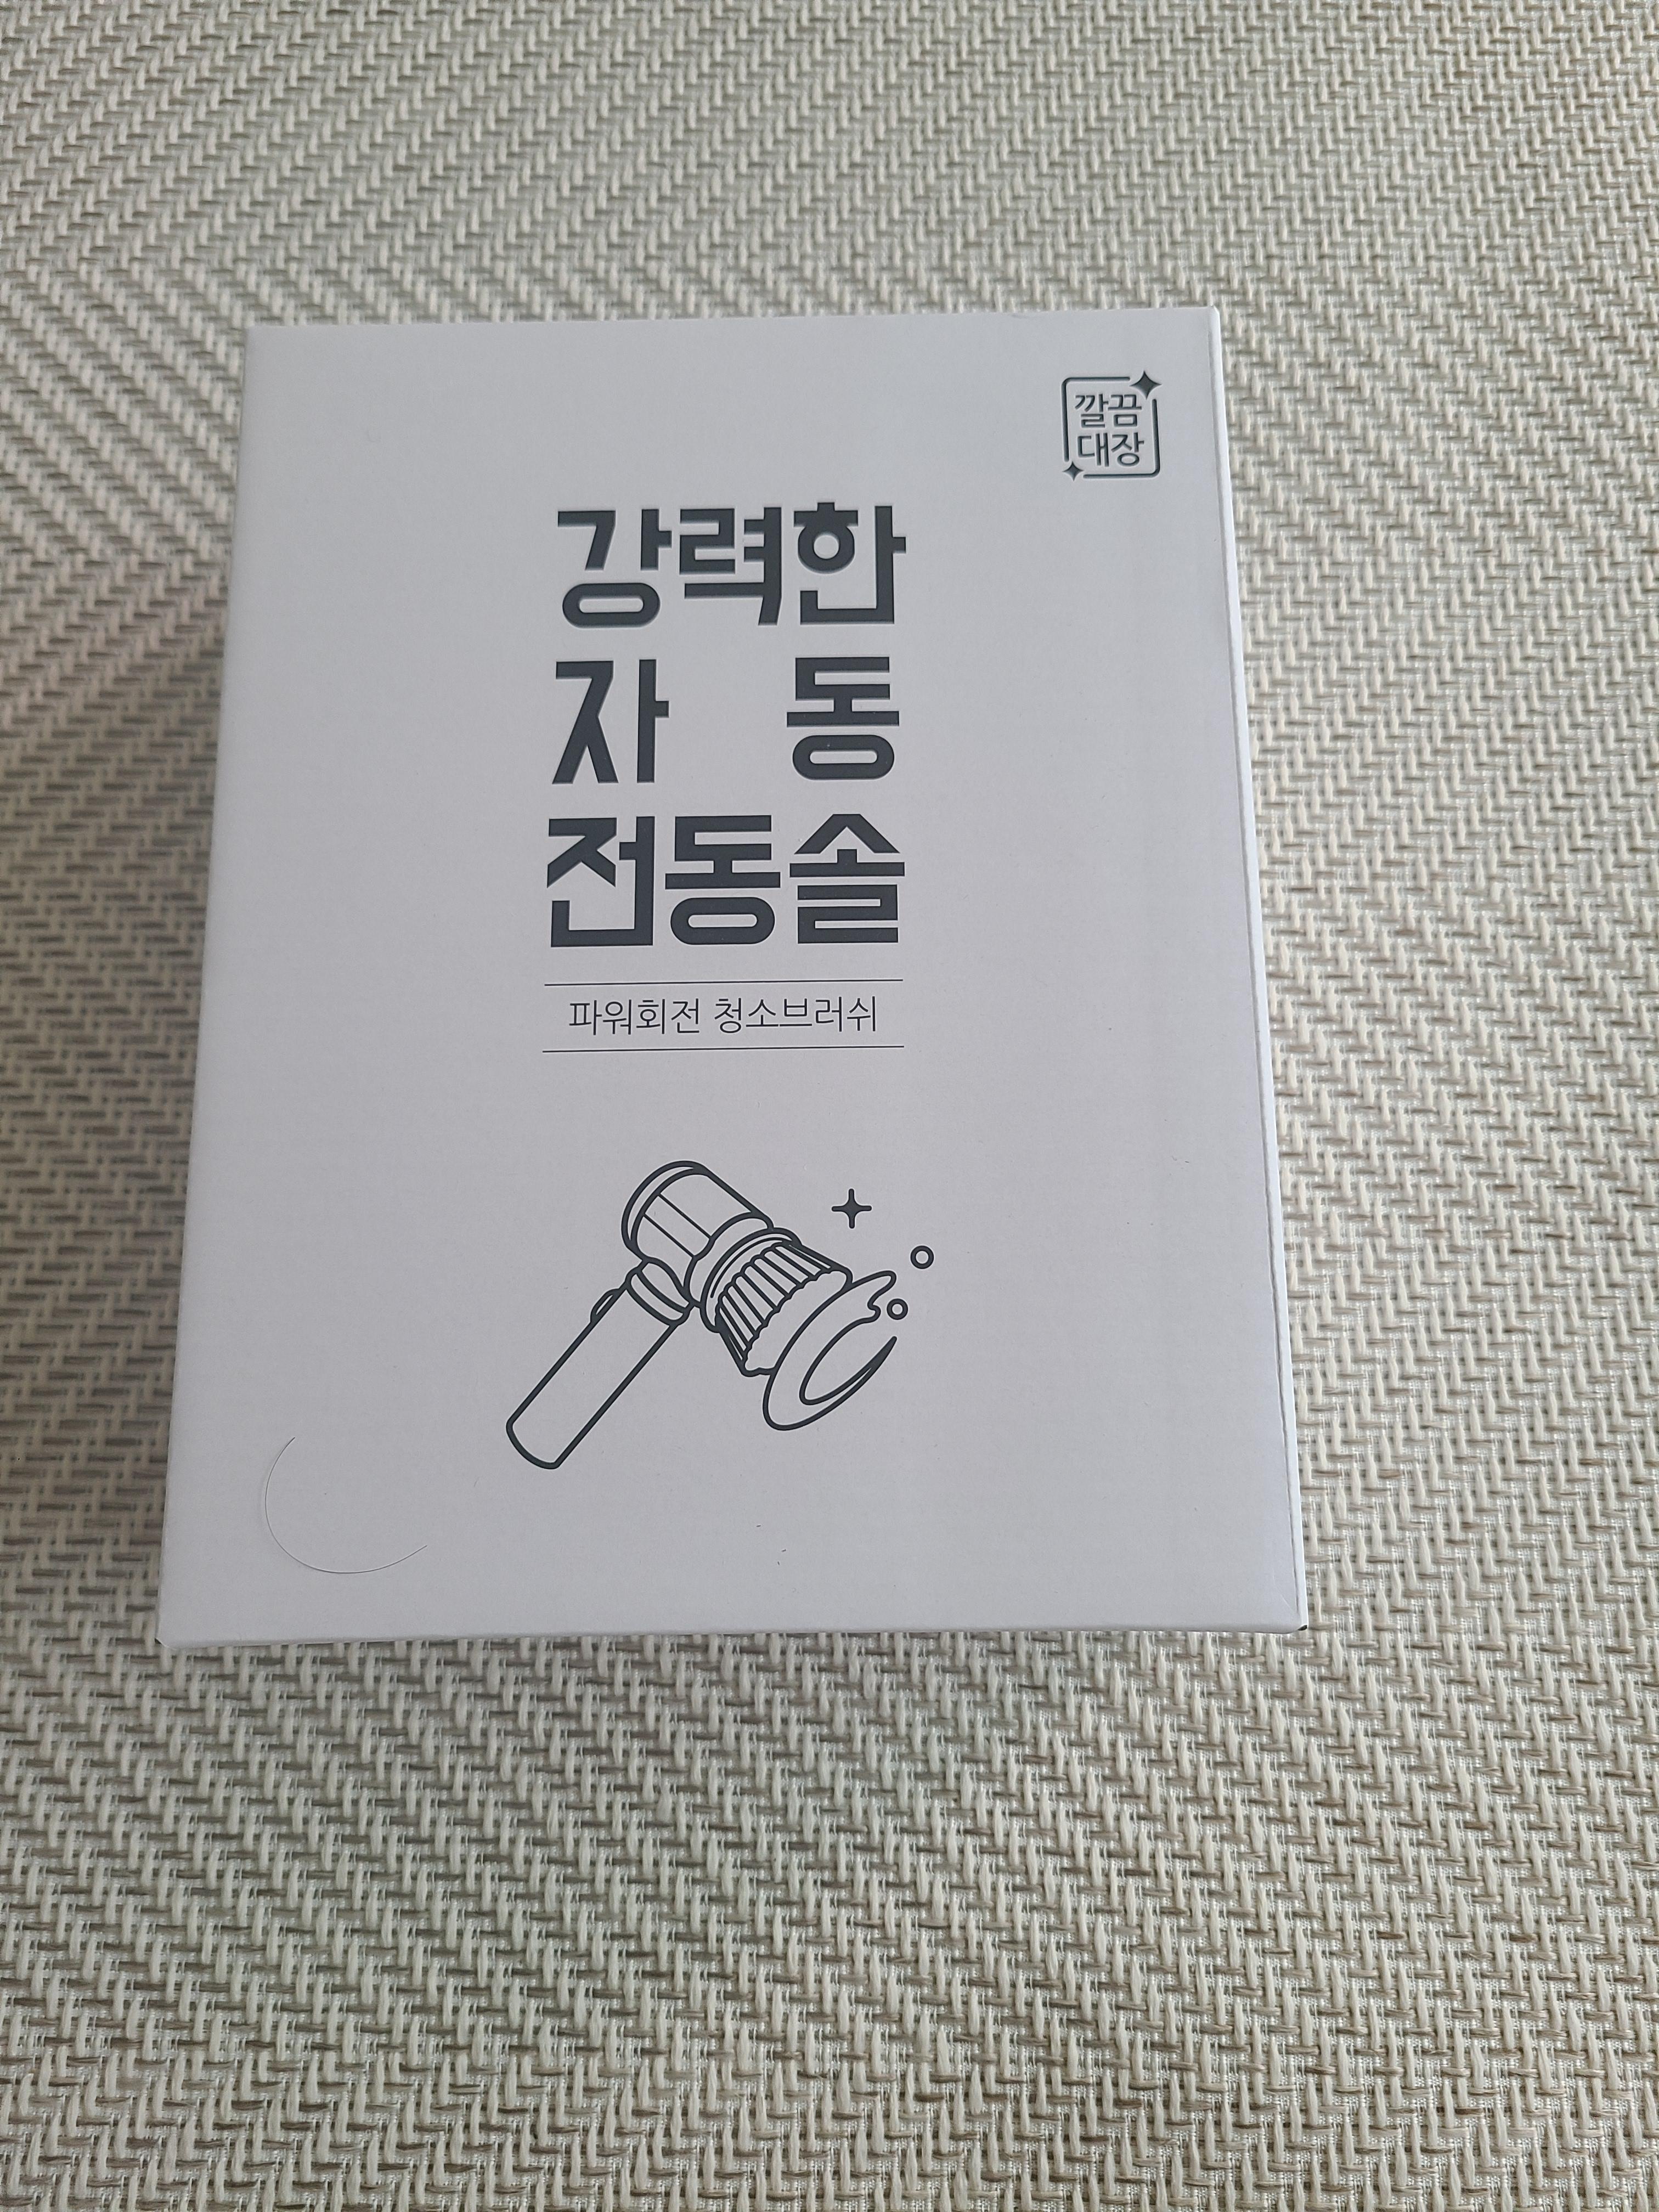 깔끔
대장
강력한
자 동
전동솔
파워회전 청소브러쉬